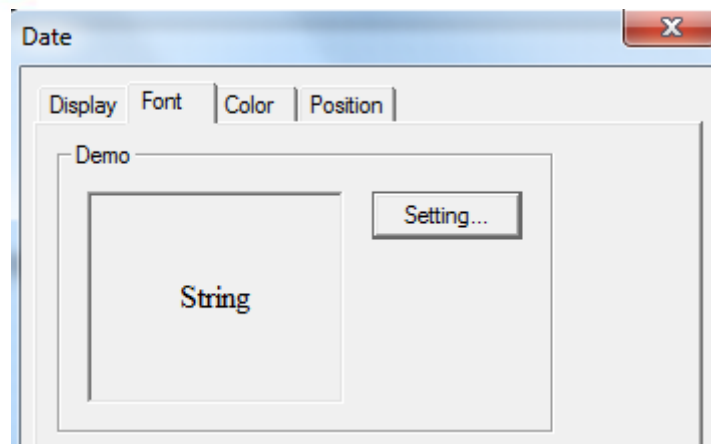 Date
Display Font Color Position
Demo
Setting...
String